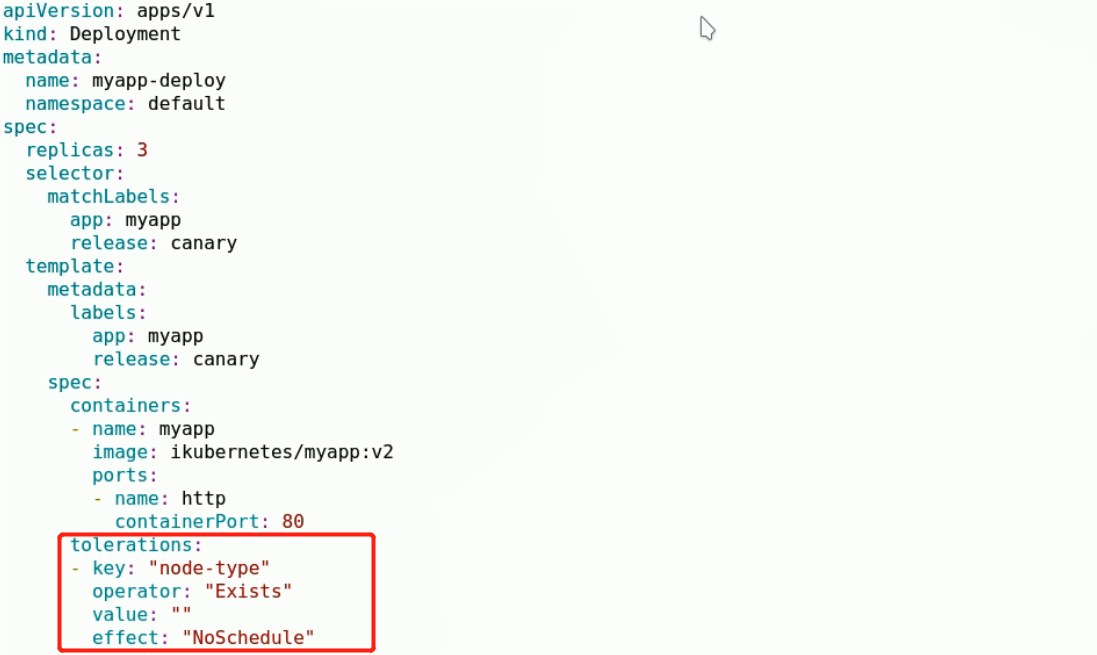 apiVersion: apps/v1
kind: Deployment
metadata:
  name: myapp-deploy
  namespace: default
spec:
  replicas: 3
  selector:
    matchLabels:
      app: myapp
      release: canary
  template:
    metadata:
      labels:
        app: myapp
        release: canary
    spec:
      containers:
      - name: myapp
        image: ikubernetes/myapp:v2
        ports:
        - name: http
          containerPort: 80
      tolerations:
      - key: "node-type"
        operator: "Exists"
        value: ""
        effect: "NoSchedule"